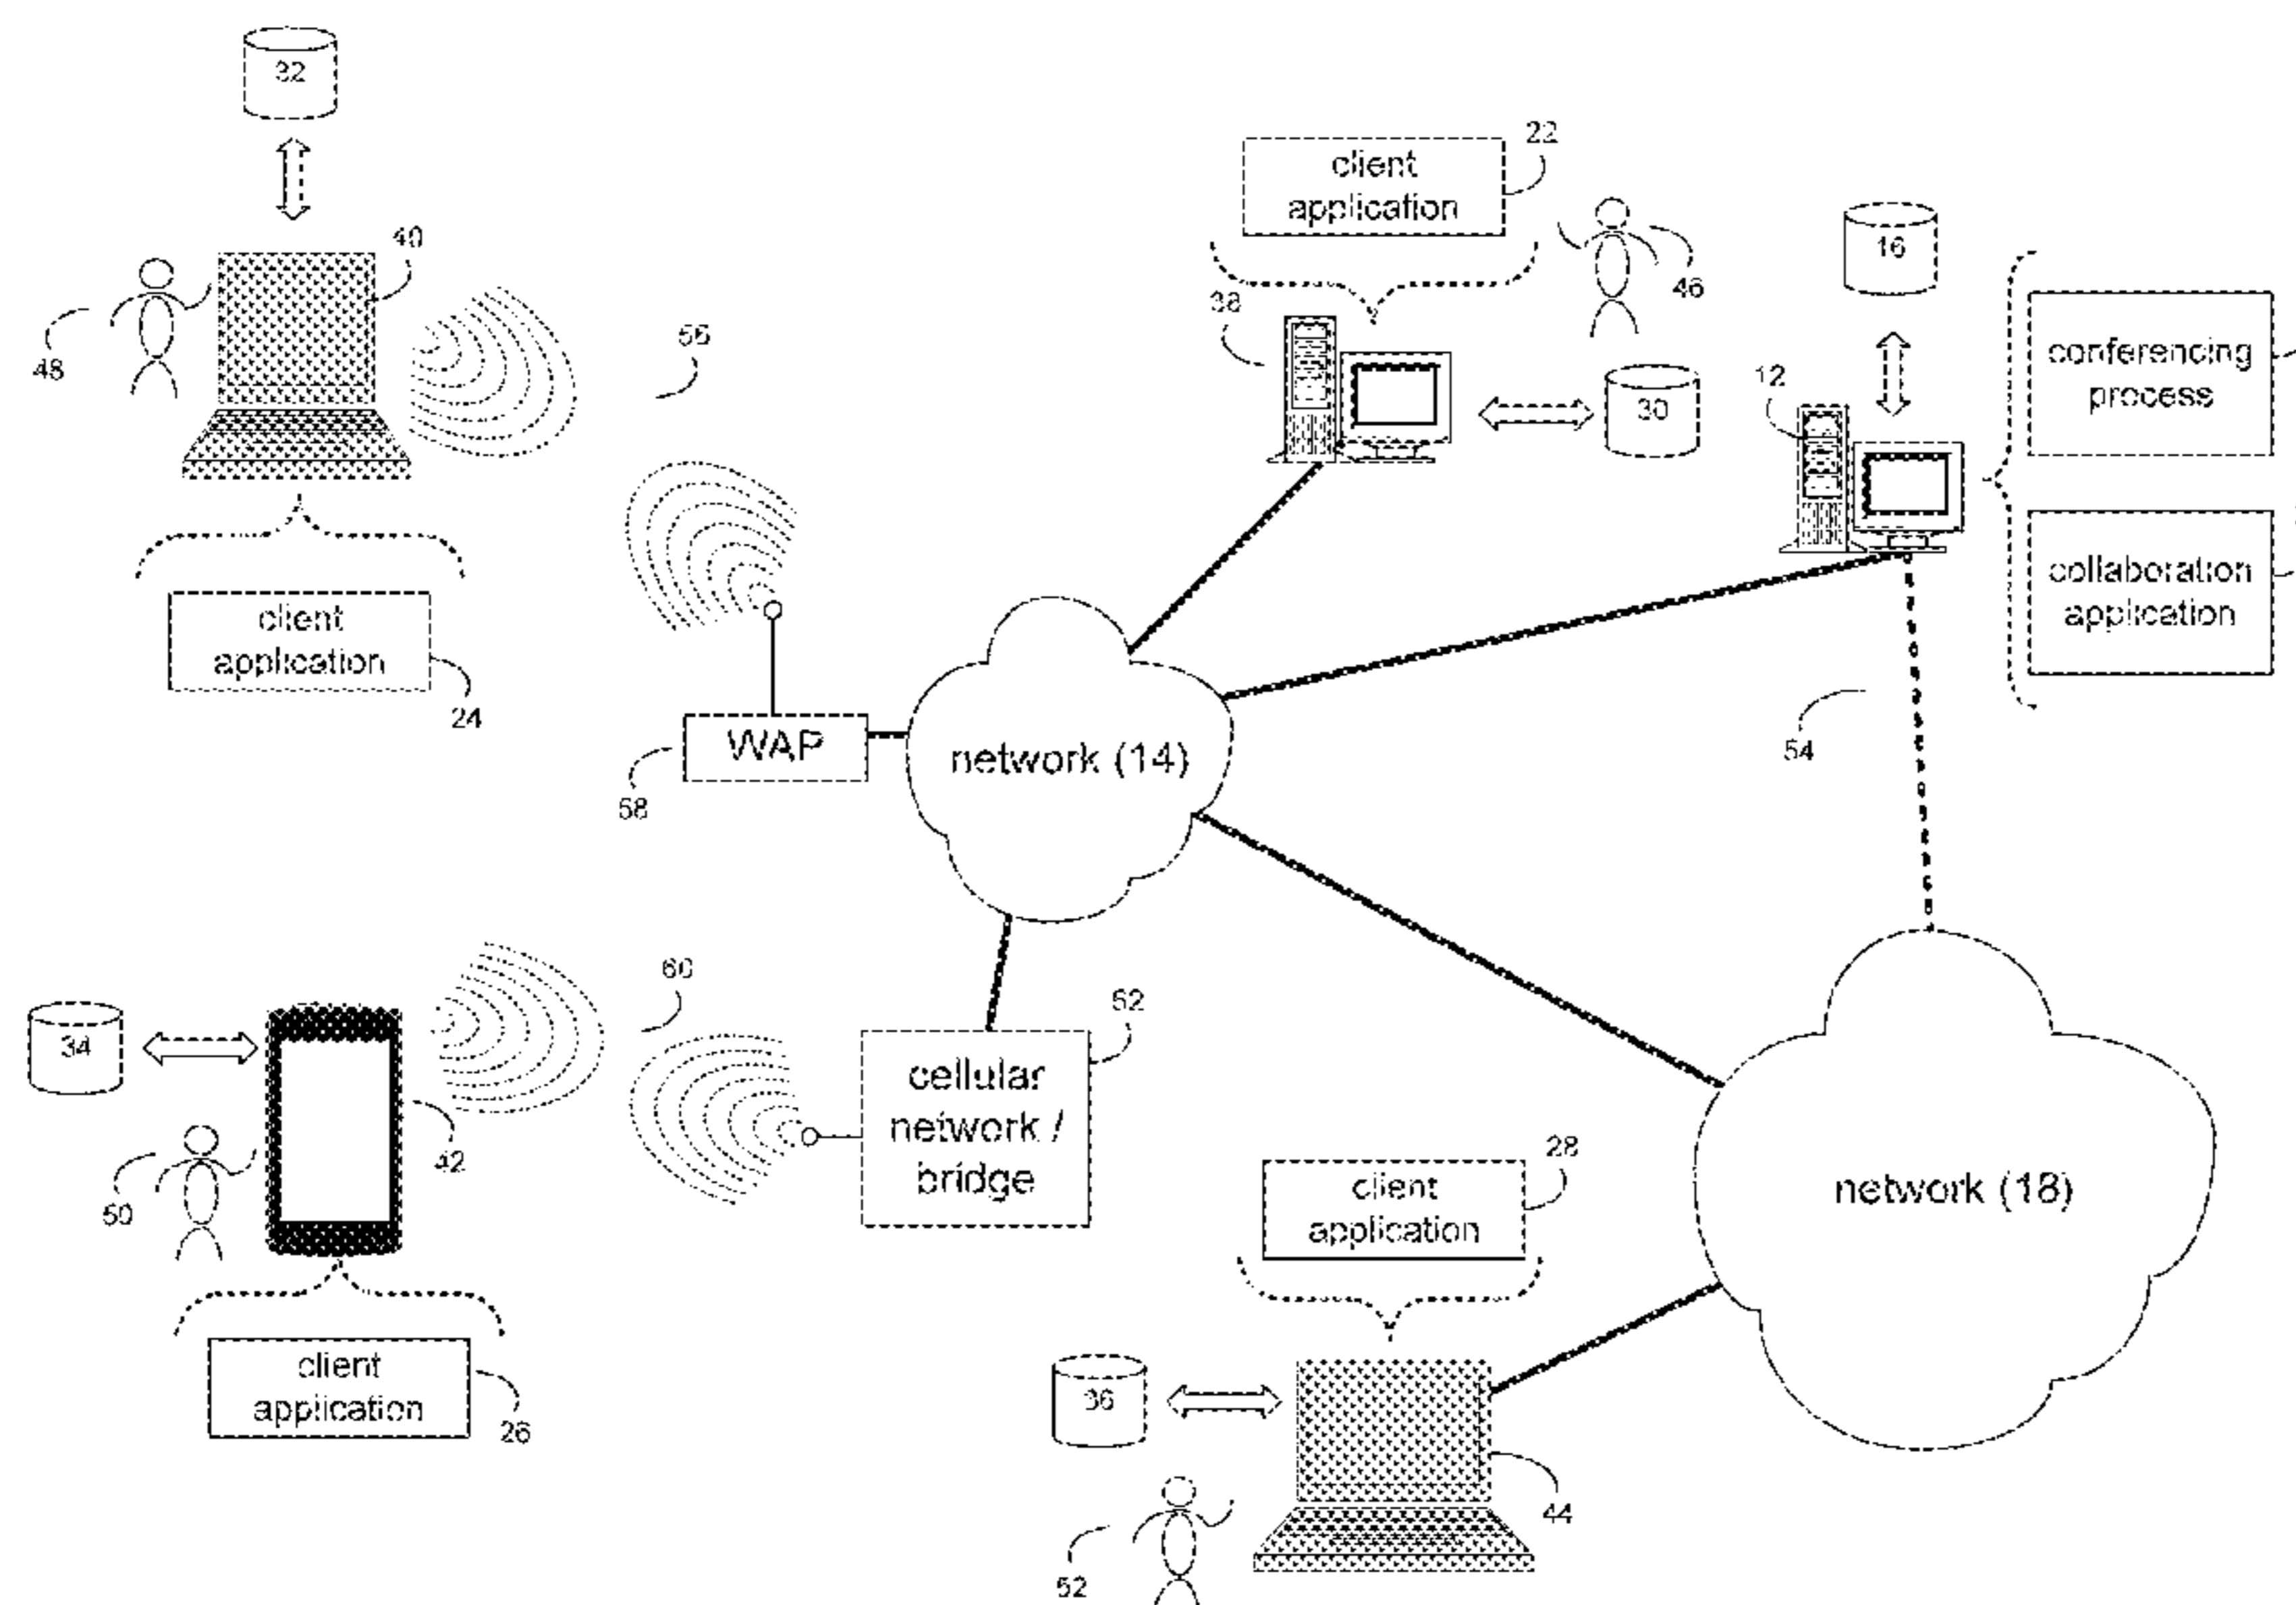 32
40
48
56
client
application
24
22
client
application
46
38
30
16
12
conferencing
process
collaboration
application
54
WAP
58
network (14)
60
34
42
50
client
application
26
62
cellular
network /
bridge
28
client
application
network (18)
36
44
52